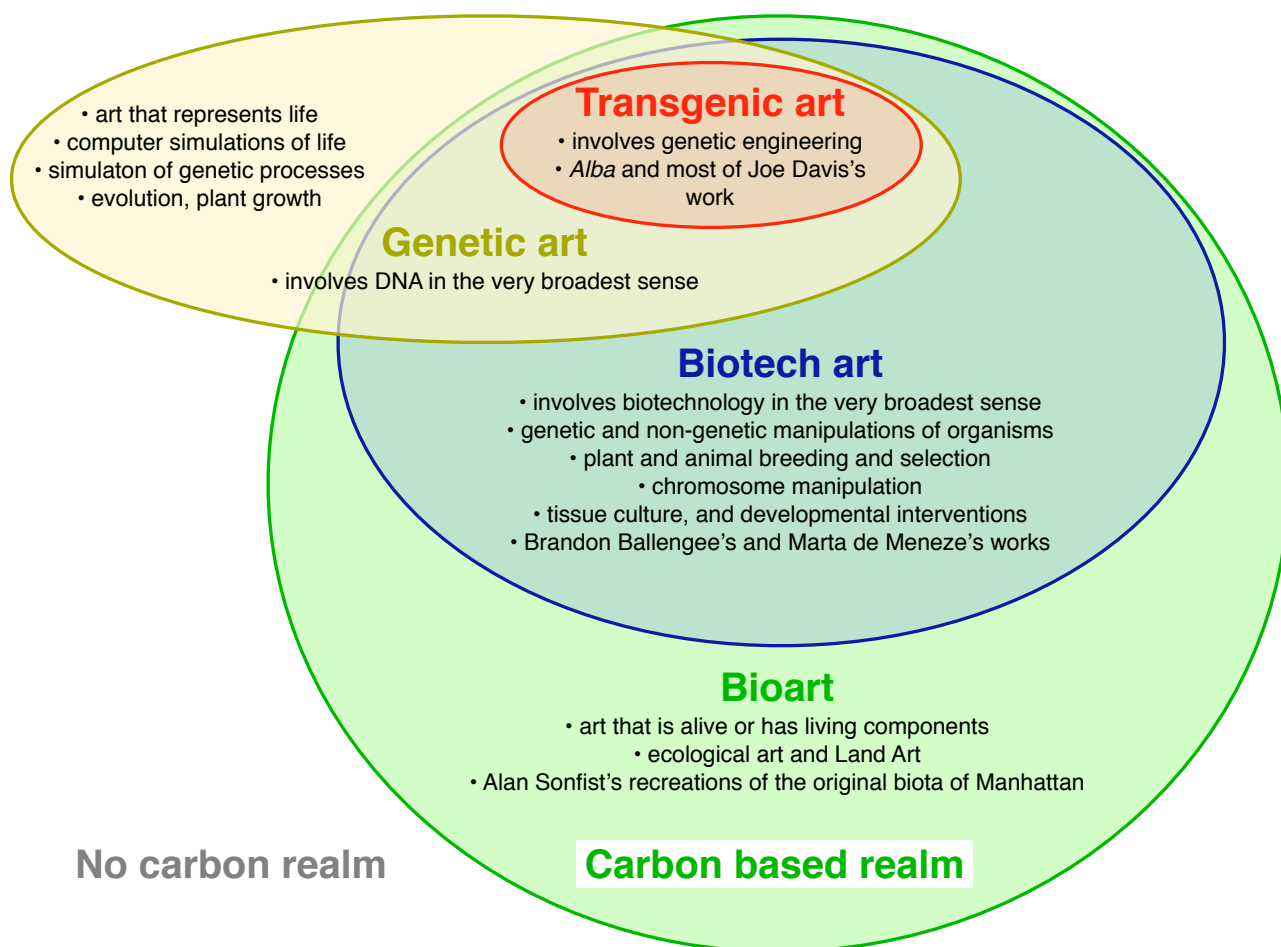 • art that represents life
• computer simulations of life
• simulaton of genetic processes
• evolution, plant growth
Transgenic art
• involves genetic engineering
• Alba and most of Joe Davis's
work
Genetic art
• involves DNA in the very broadest sense
Biotech art
• involves biotechnology in the very broadest sense
• genetic and non-genetic manipulations of organisms
• plant and animal breeding and selection
• chromosome manipulation
• tissue culture, and developmental interventions
• Brandon Ballengee's and Marta de Meneze's works
Bioart
• art that is alive or has living components
• ecological art and Land Art
• Alan Sonfist's recreations of the original biota of Manhattan
No carbon realm
Carbon based realm